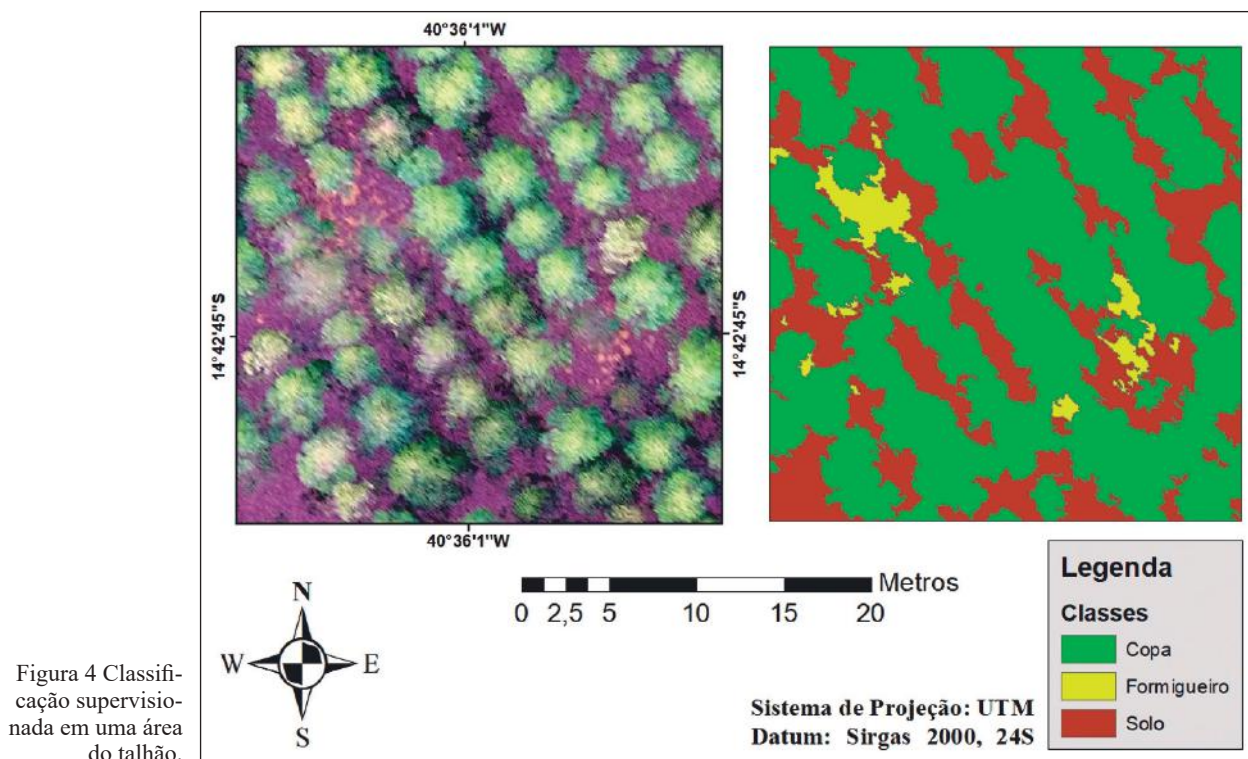 40°36'1"W
14°42'45"S
14°42'45"S
40°36'1"W
N
W
E
S
Metros
0 2,5 5 10 15 20
Sistema de Projeção: UTM
Datum: Sirgas 2000, 24S
Legenda
Classes
Copa
Formigueiro
Solo
Figura 4 Classifi-
cação supervisio-
nada em uma área
do talhão.